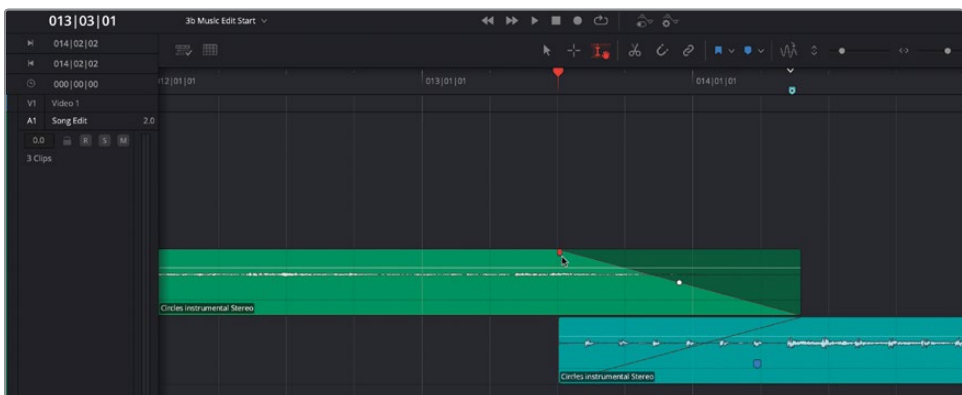 013|03|01
3b Music Edit Start
014|02|02
014|02|02
000|00|00
12|01|01
013|01|01
014|01|01
V1 Video 1
A1 Song Edit 2.0
0.0 R S M
3 Clips
Circles instrumental Stereo
Circles instrumental Stereo